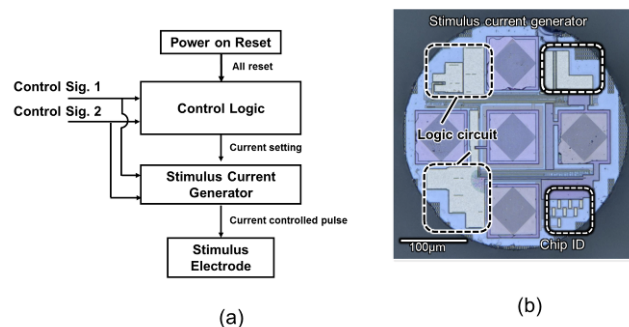 Power on Reset
All reset
Control Sig. 1
Control Sig. 2
Control Logic
Current setting
Stimulus Current
Generator
Current controlled pulse
Stimulus
Electrode
(a)
Stimulus current generator
Logic circuit
100μm
Chip ID
(b)